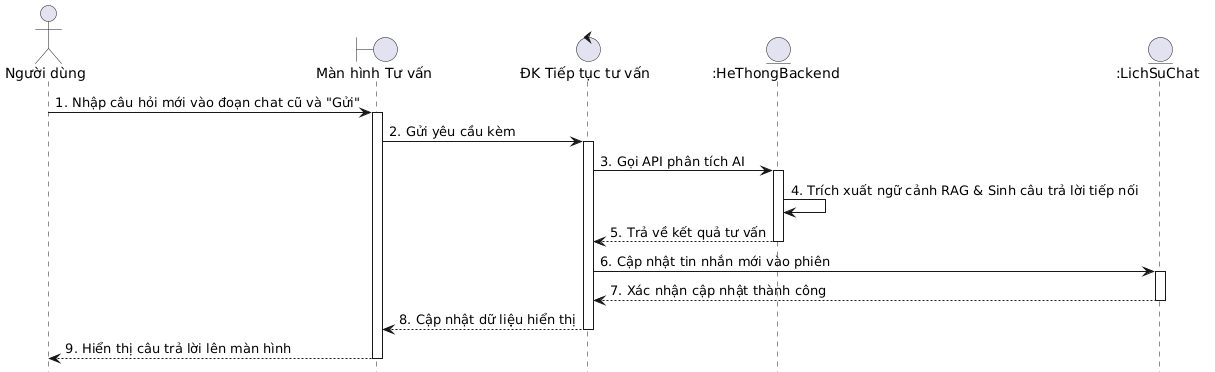 Người dùng
Màn hình Tư vấn
ĐK Tiếp tục tư vấn
:HeThongBackend
:LichSuChat
1. Nhập câu hỏi mới vào đoạn chat cũ và "Gửi"
2. Gửi yêu cầu kèm
3. Gọi API phân tích AI
4. Trích xuất ngữ cảnh RAG & Sinh câu trả lời tiếp nối
5. Trả về kết quả tư vấn
6. Cập nhật tin nhắn mới vào phiên
7. Xác nhận cập nhật thành công
8. Cập nhật dữ liệu hiển thị
9. Hiển thị câu trả lời lên màn hình